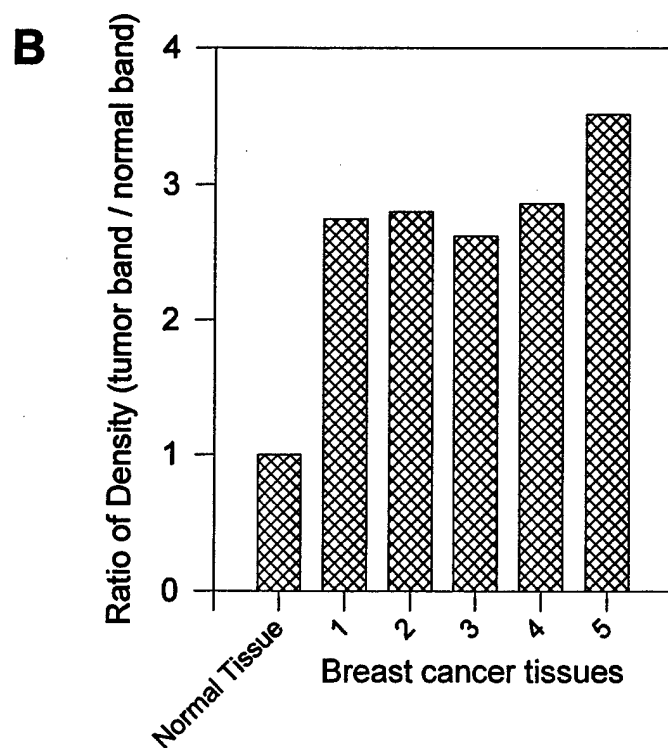 B
Ratio of Density (tumor band / normal band)
4
3
2
1
0
Normal Tissue
1
2
3
4
5
Breast cancer tissues